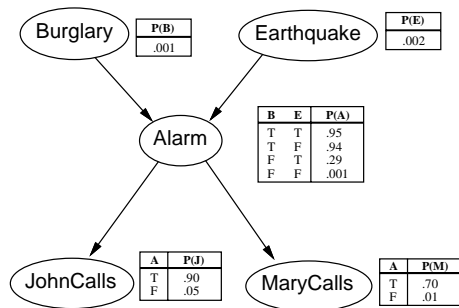 Burglary
P(B)
.001
Earthquake
P(E)
.002
Alarm
B E P(A)
T T .95
T F .94
F T .29
F F .001
JohnCalls
A P(J)
T .90
F .05
MaryCalls
A P(M)
T .70
F .01